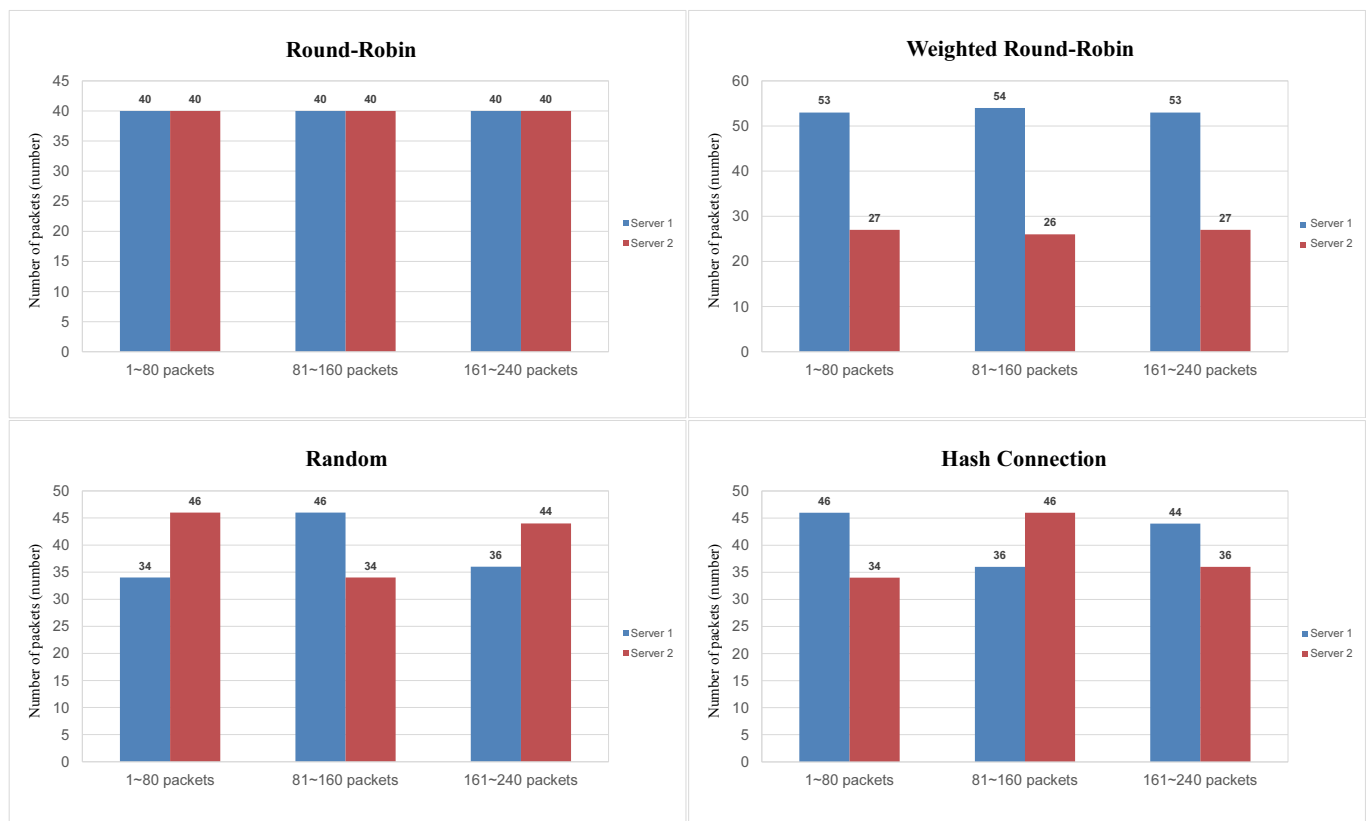 Round-Robin
Number of packets (number)
45
40
35
30
25
20
15
10
5
0
40 40 40 40 40 40
1~80 packets 81~160 packets 161~240 packets
Server 1
Server 2
Weighted Round-Robin
Number of packets (number)
60
50
40
30
20
10
0
53 27 54 26 53 27
1~80 packets 81~160 packets 161~240 packets
Server 1
Server 2
Random
Number of packets (number)
50
45
40
35
30
25
20
15
10
5
0
34 46 46 34 36 44
1~80 packets 81~160 packets 161~240 packets
Server 1
Server 2
Hash Connection
Number of packets (number)
50
45
40
35
30
25
20
15
10
5
0
46 34 36 46 44 36
1~80 packets 81~160 packets 161~240 packets
Server 1
Server 2